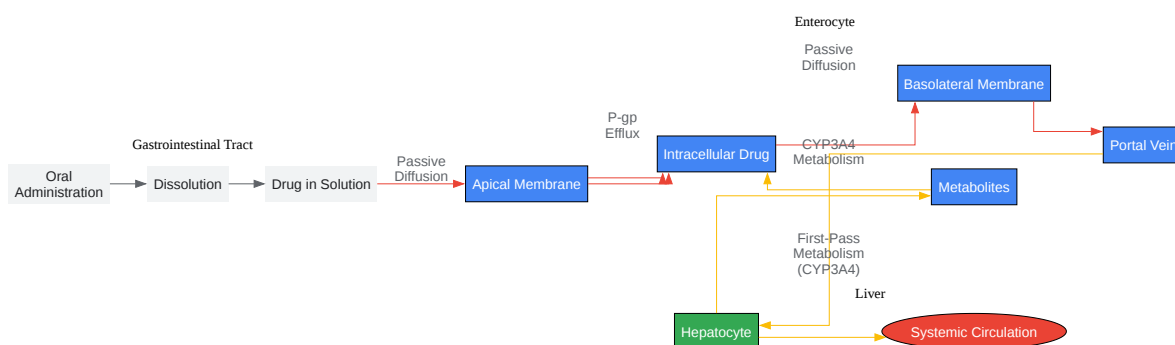 Enterocyte
Passive
Diffusion
Basolateral Membrane
P-gp
Efflux
Portal Vein
Gastrointestinal Tract
CYP3A4
Metabolism
Intracellular Drug
Passive
Diffusion
Oral
Administration
Dissolution
Drug in Solution
Apical Membrane
Metabolites
First-Pass
Metabolism
(CYP3A4)
Liver
Hepatocyte
Systemic Circulation